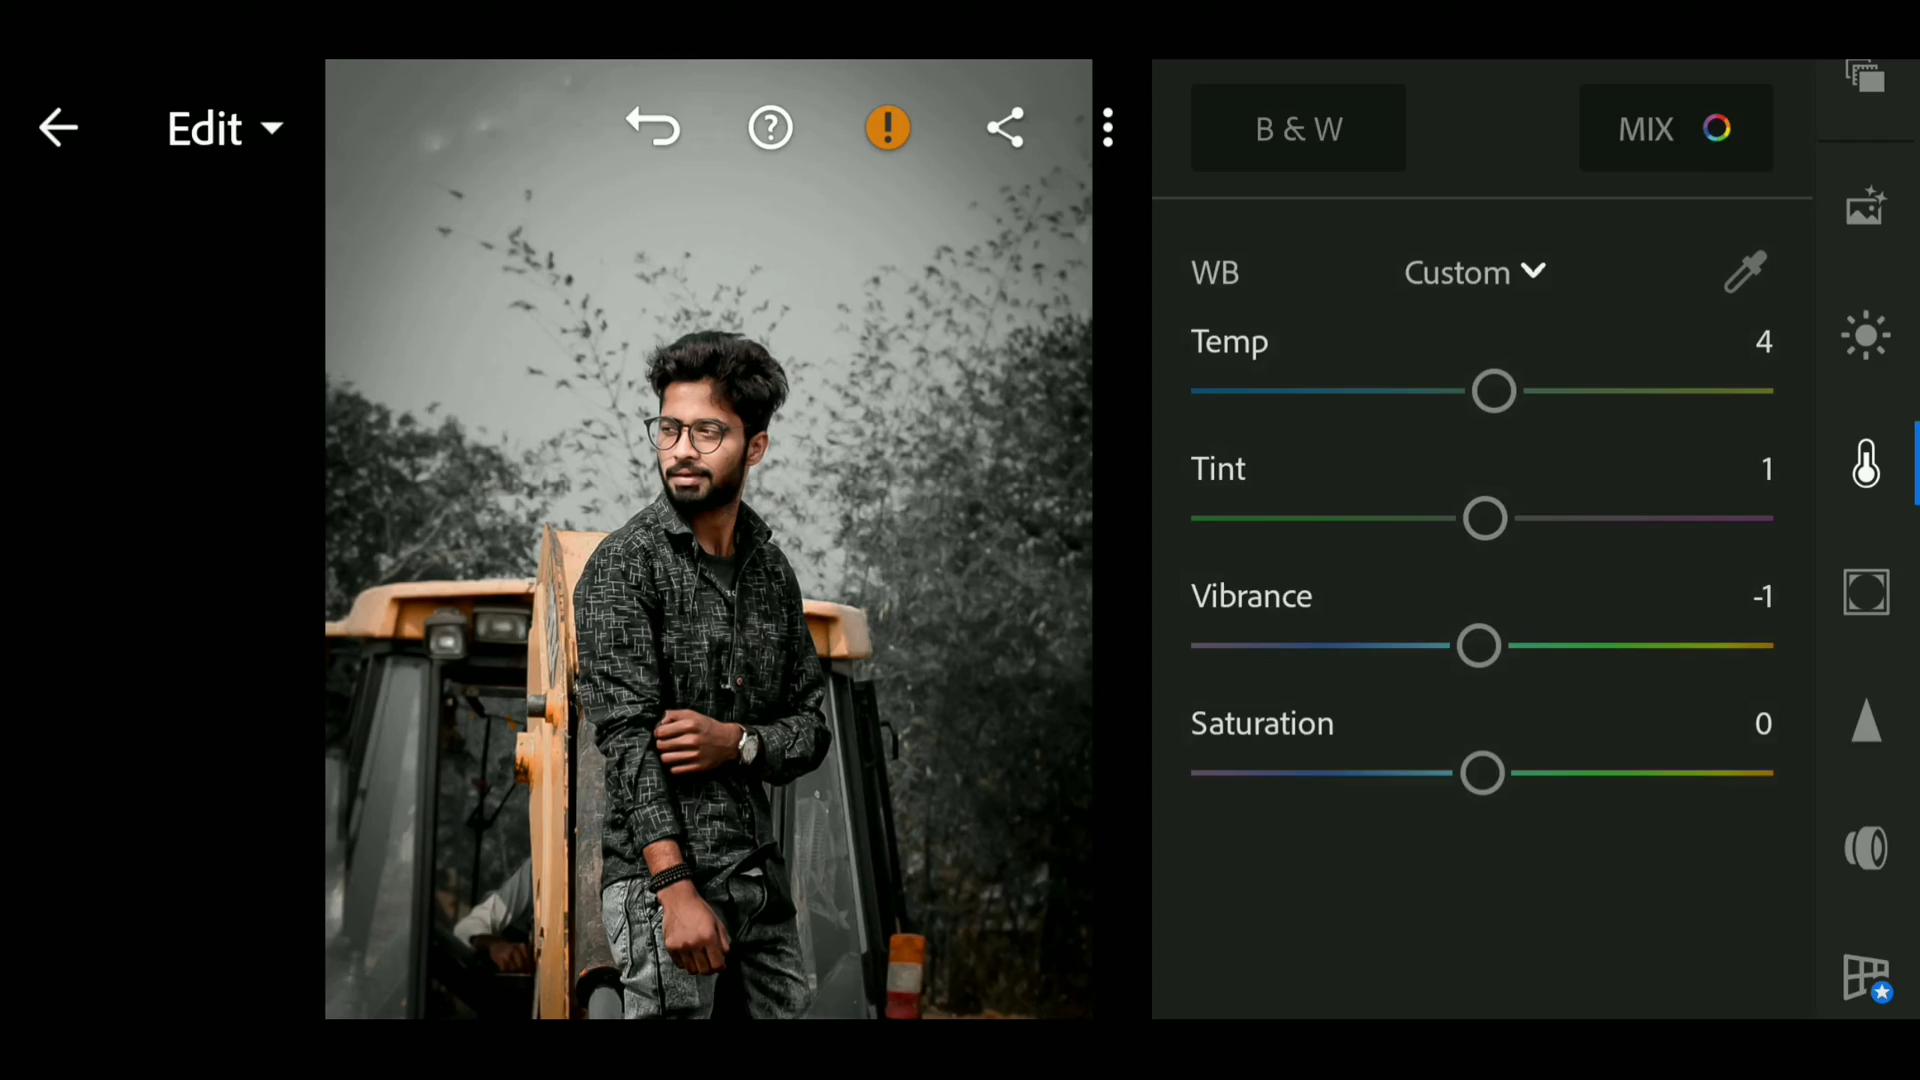 Edit
B & W
MIX
WB
Custom
Temp
4
Tint
1
Vibrance
-1
Saturation
0